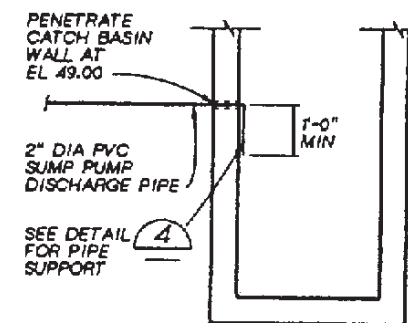 PENETRATE
CATCH BASIN
WALL AT
EL 49.00
1'-0"
MIN
2" DIA PVC
SUMP PUMP
DISCHARGE PIPE
SEE DETAIL
FOR PIPE
SUPPORT
4